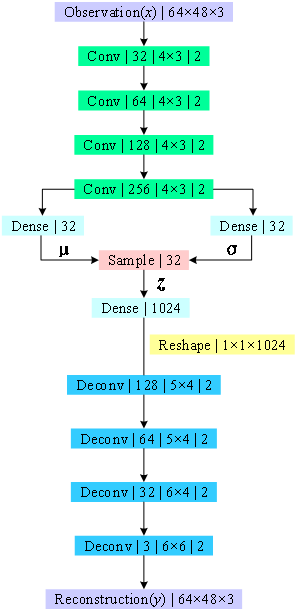 Observation(x) | 64×48×3
Conv | 32 | 4×3 | 2
Conv | 64 | 4×3 | 2
Conv | 128 | 4×3 | 2
Conv | 256 | 4×3 | 2
Dense | 32
Dense | 32
μ
σ
Sample | 32
z
Dense | 1024
Reshape | 1×1×1024
Deconv | 128 | 5×4 | 2
Deconv | 64 | 5×4 | 2
Deconv | 32 | 6×4 | 2
Deconv | 3 | 6×6 | 2
Reconstruction(y) | 64×48×3